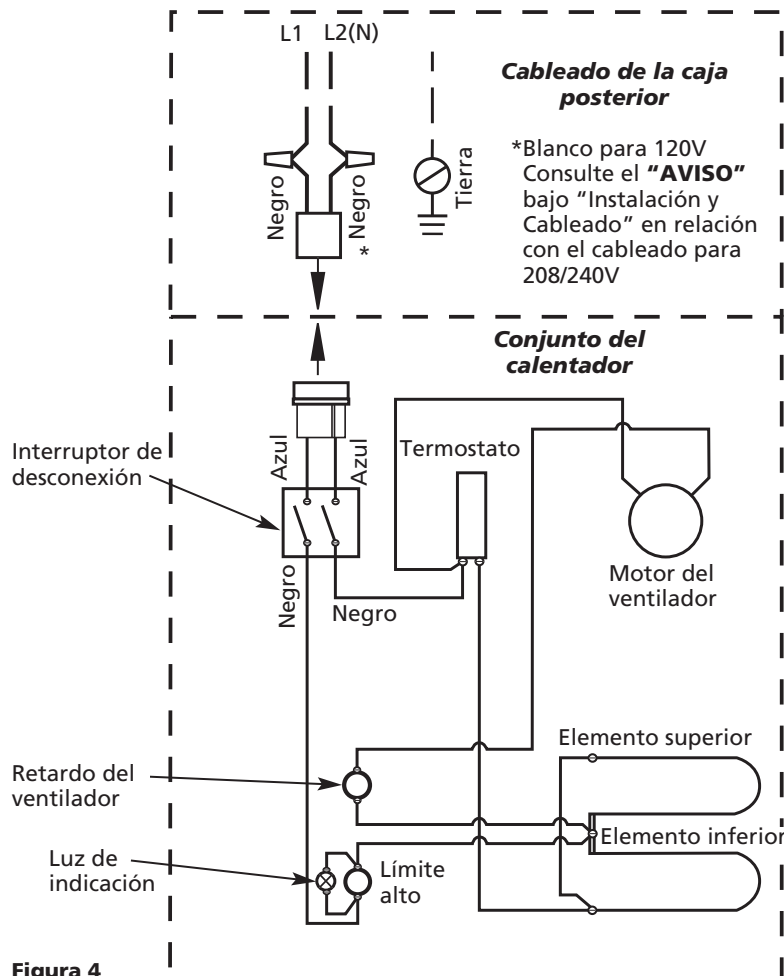 L1 L2(N)
Cableado de la caja
posterior
*Blanco para 120V
Consulte el "AVISO"
bajo "Instalación y
Cableado" en relación
con el cableado para
208/240V
Negro
Negro
*
Tierra
Conjunto del
calentador
Interruptor de
desconexión
Azul
Azul
Termostato
Motor del
ventilador
Negro
Negro
Retardo del
ventilador
Elemento superior
Elemento inferior
Luz de
indicación
Límite
alto
Figura 4